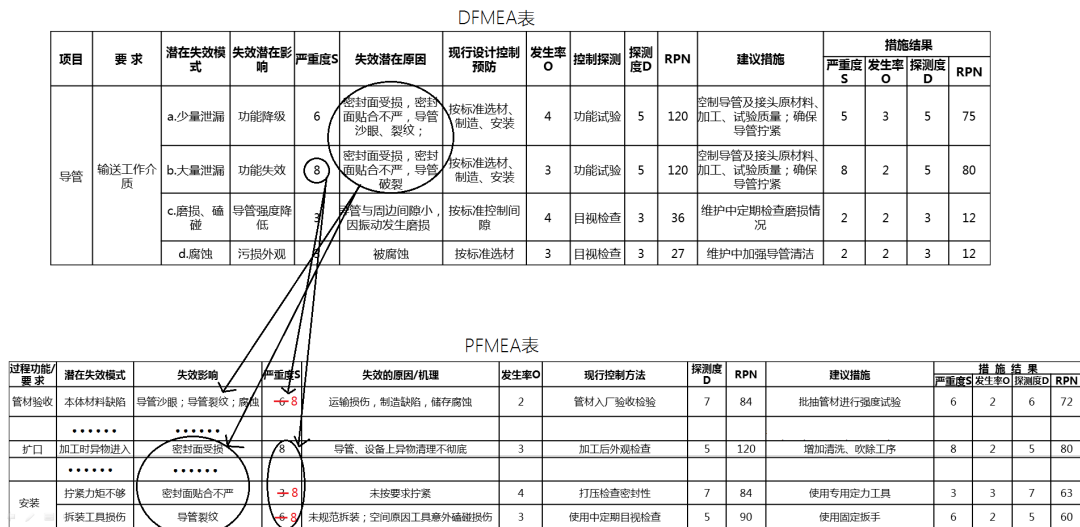 DFMEA表
项目 要 求 潜在失效模式 失效潜在影响 严重度S 失效潜在原因 现行设计控制预防 发生率O 控制探测 探测度D RPN 建议措施 措施结果
严重度S 发生率O 探测度D RPN
导管 输送工作介质
a.少量泄漏 功能降级 6 密封面受损，密封面贴合不严，导管沙眼、裂纹； 按标准选材、制造、安装 4 功能试验 5 120 控制导管及接头原材料、加工、试验质量；确保导管拧紧 5 3 5 75
b.大量泄漏 功能失效 8 密封面受损，密封面贴合不严，导管破裂 按标准选材、制造、安装 3 功能试验 5 120 控制导管及接头原材料、加工、试验质量；确保导管拧紧 8 2 5 80
c.磨损、磕碰 导管强度降低 3 导管与周边间隙小，因振动发生磨损 按标准控制间隙 4 目视检查 3 36 维护中定期检查磨损情况 2 2 3 12
d.腐蚀 污损外观 被腐蚀 按标准选材 3 目视检查 3 27 维护中加强导管清洁 2 2 3 12
PFMEA表
过程功能/要 求 潜在失效模式 失效影响 严重度S 失效的原因/机理 发生率O 现行控制方法 探测度D RPN 建议措施 措 施 结 果
严重度S 发生率O 探测度D RPN
管材验收 本体材料缺陷 导管沙眼；导管裂纹；腐蚀 6 8 运输损伤，制造缺陷，储存腐蚀 2 管材入厂验收检验 7 84 批抽管材进行强度试验 6 2 6 72
•••••• ••••••
扩口 加工时异物进入 密封面受损 8 导管、设备上异物清理不彻底 3 加工后外观检查 5 120 增加清洗、吹除工序 8 2 5 80
•••••• ••••••
安装
拧紧力矩不够 密封面贴合不严 3 8 未按要求拧紧 4 打压检查密封性 7 84 使用专用定力工具 3 3 7 63
拆装工具损伤 导管裂纹 6 8 未规范拆装；空间原因工具意外磕碰损伤 3 使用中定期目视检查 5 90 使用固定扳手 6 2 5 60